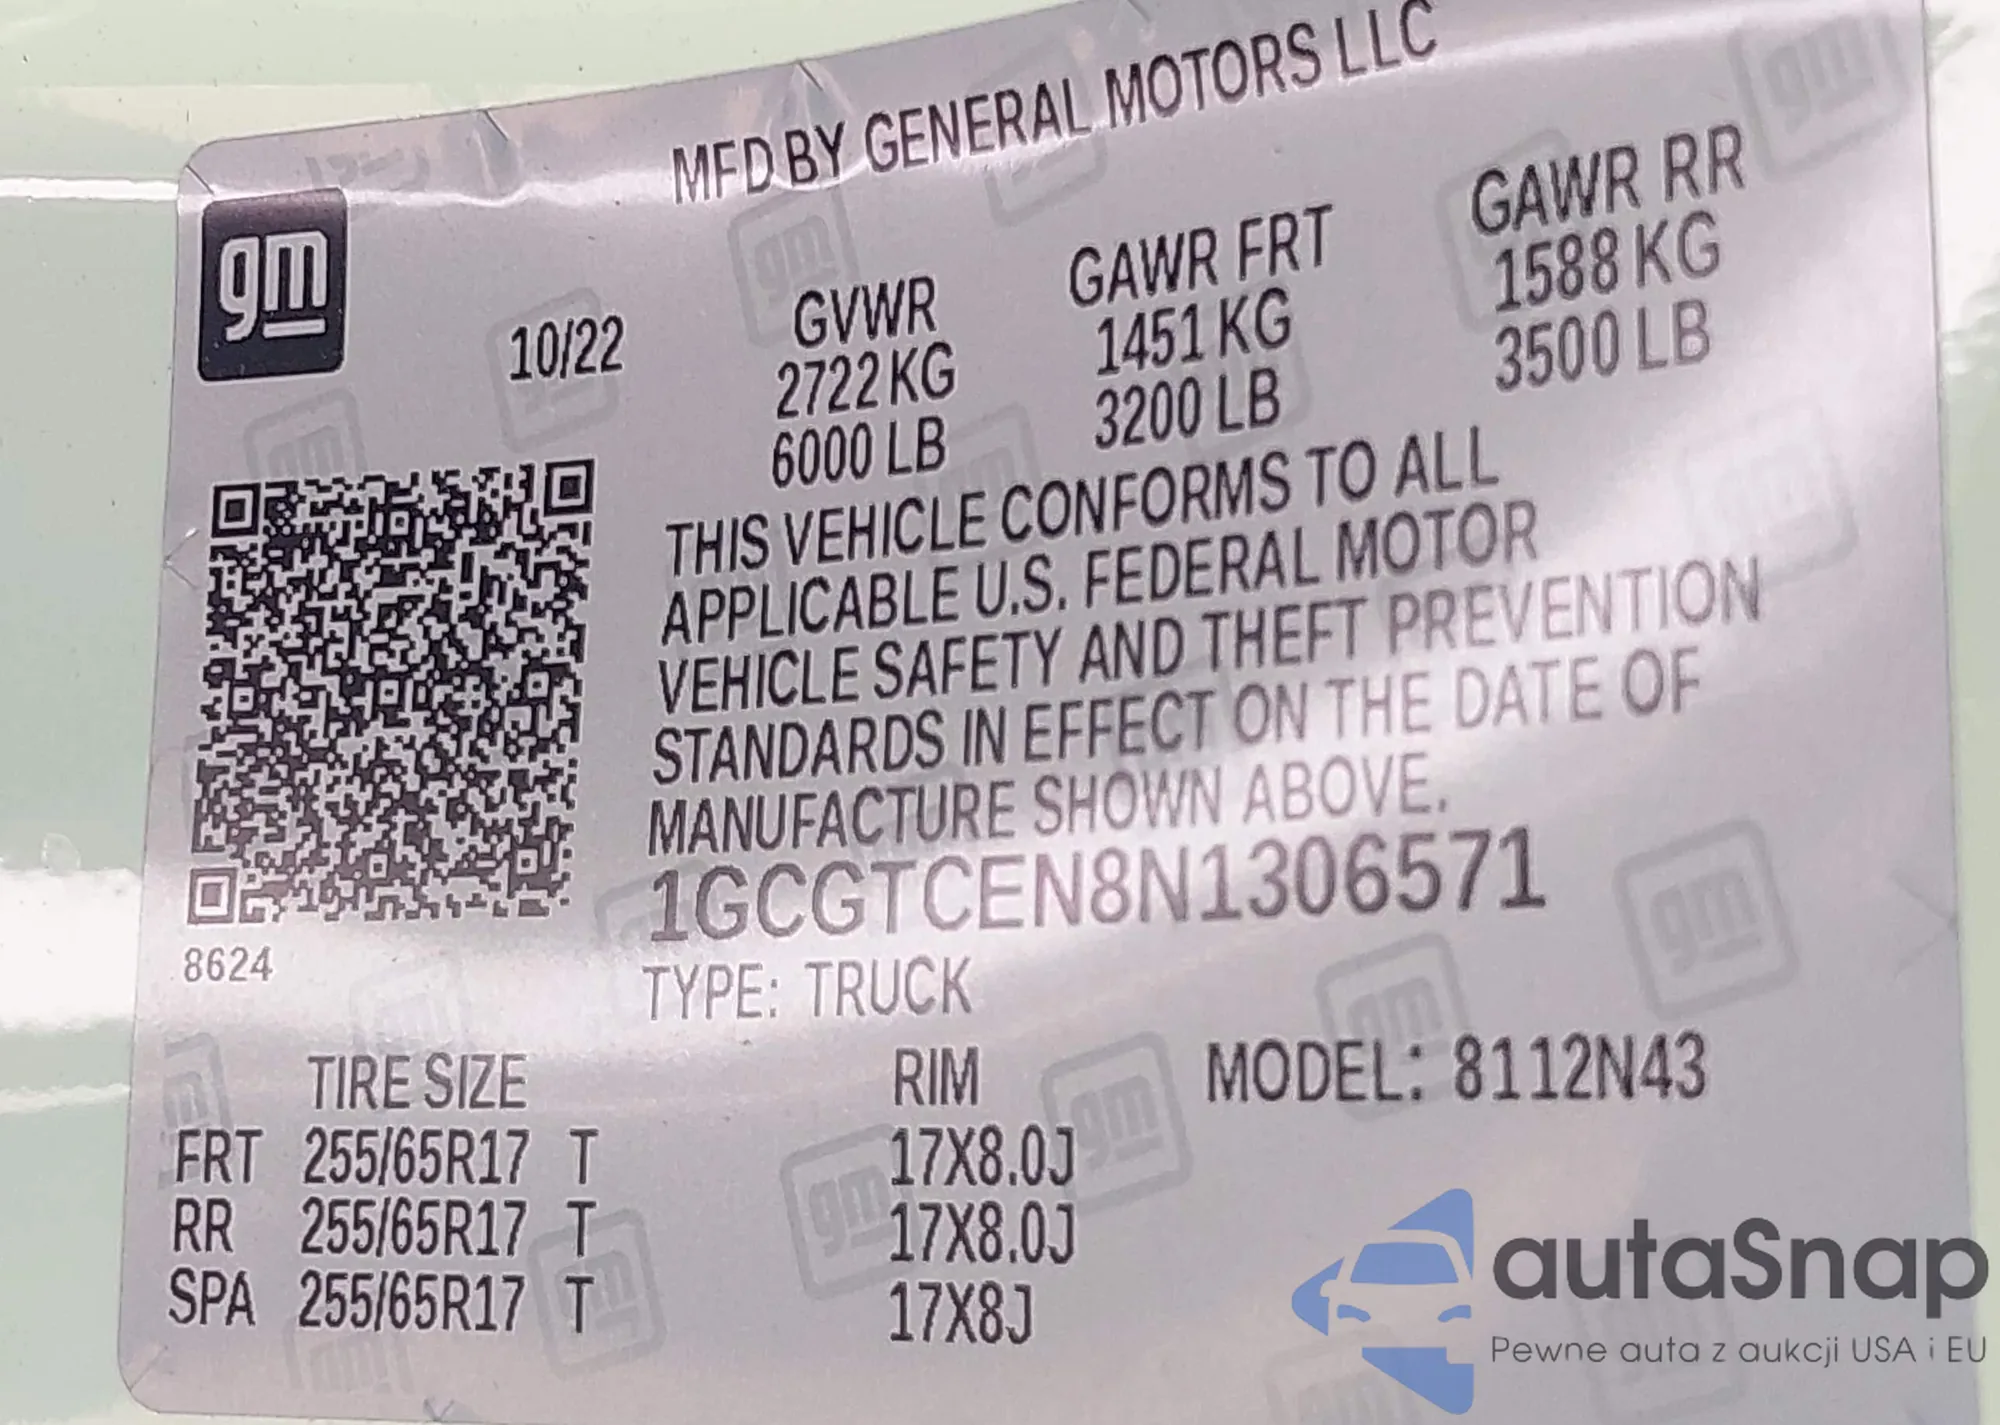 MFD BY GENERAL MOTORS LLC
gm
10/22
GVWR
2722 KG
6000 LB
GAWR FRT
1451 KG
3200 LB
GAWR RR
1588 KG
3500 LB
THIS VEHICLE CONFORMS TO ALL
APPLICABLE U.S. FEDERAL MOTOR
VEHICLE SAFETY AND THEFT PREVENTION
STANDARDS IN EFFECT ON THE DATE OF
MANUFACTURE SHOWN ABOVE.
1GCGTCEN8N1306571
8624
TYPE: TRUCK
TIRE SIZE RIM MODEL: 8112N43
FRT 255/65R17 T 17X8.0J
RR 255/65R17 T 17X8.0J
SPA 255/65R17 T 17X8J
autaSnap
Pewne auta z aukcji USA i EU